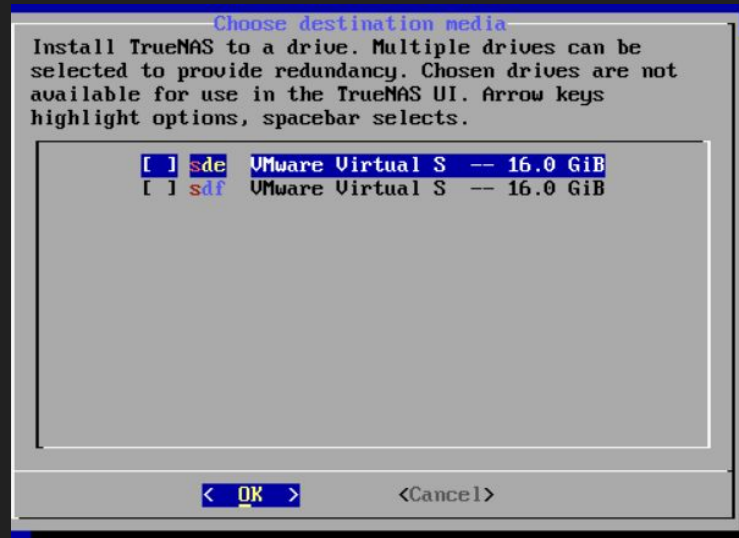 Choose destination media
Install TrueNAS to a drive. Multiple drives can be
selected to provide redundancy. Chosen drives are not
available for use in the TrueNAS UI. Arrow keys
highlight options, spacebar selects.
[ ] sde  VMware Virtual S  -- 16.0 GiB
[ ] sdf  VMware Virtual S  -- 16.0 GiB
<  OK  > <Cancel>